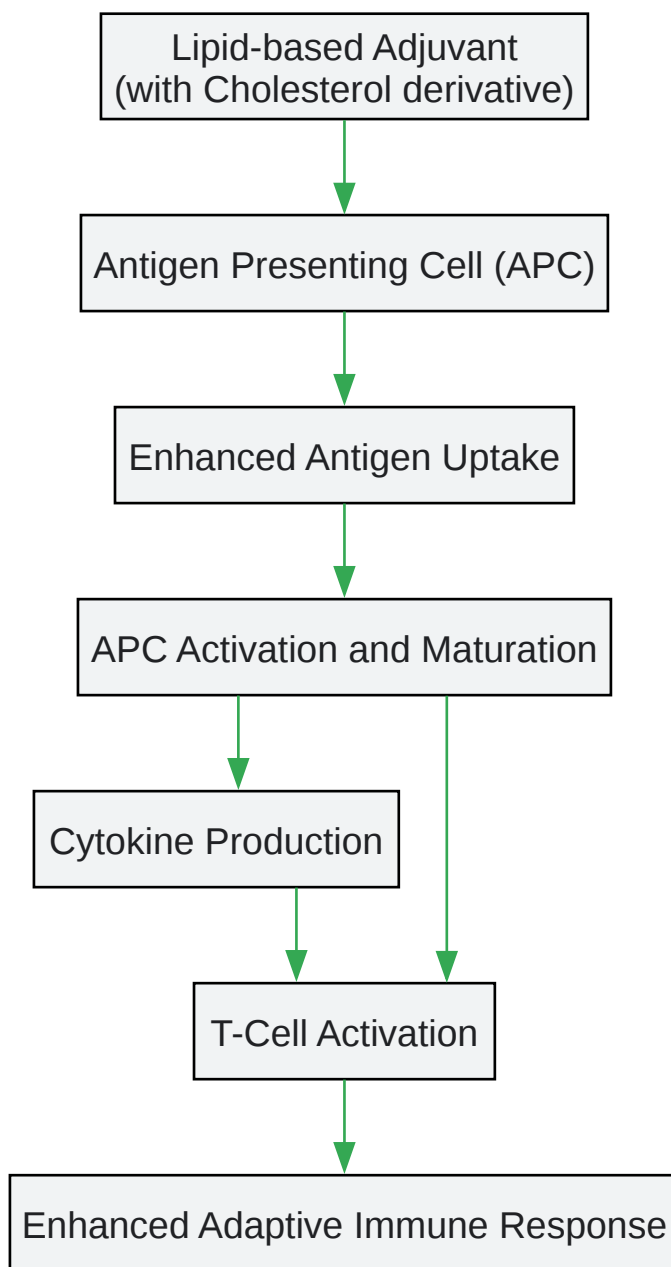 Lipid-based Adjuvant
(with Cholesterol derivative)
Antigen Presenting Cell (APC)
Enhanced Antigen Uptake
APC Activation and Maturation
Cytokine Production
T-Cell Activation
Enhanced Adaptive Immune Response